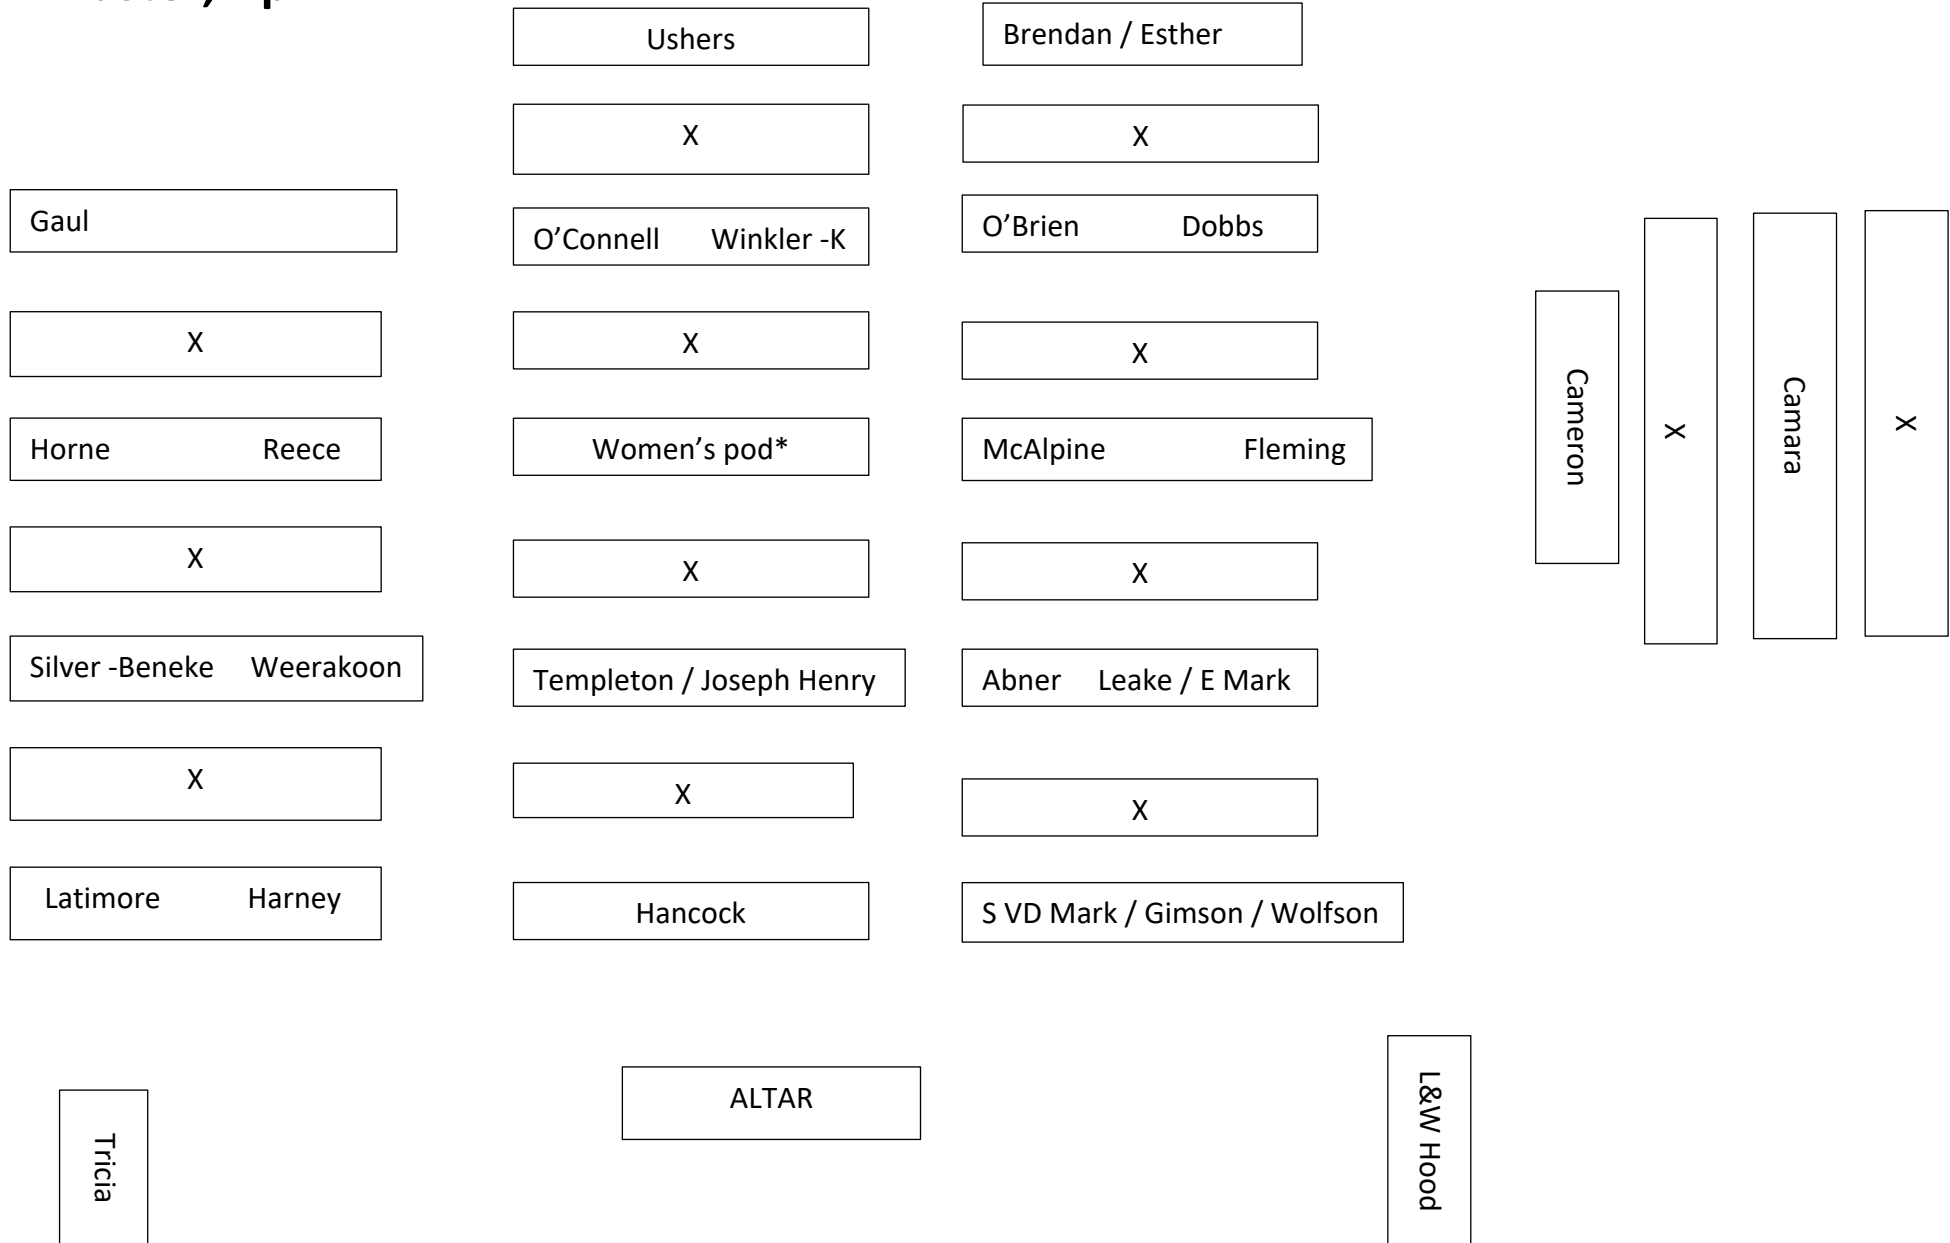 Ushers
Brendan / Esther
X
X
Gaul
O'Connell Winkler -K
O'Brien Dobbs
X
X
X
Horne Reece
Women's pod*
McAlpine Fleming
Cameron
X
Camara
X
X
X
X
Silver -Beneke Weerakoon
Templeton / Joseph Henry
Abner Leake / E Mark
X
X
X
Latimore Harney
Hancock
S VD Mark / Gimson / Wolfson
Tricia
ALTAR
L&W Hood